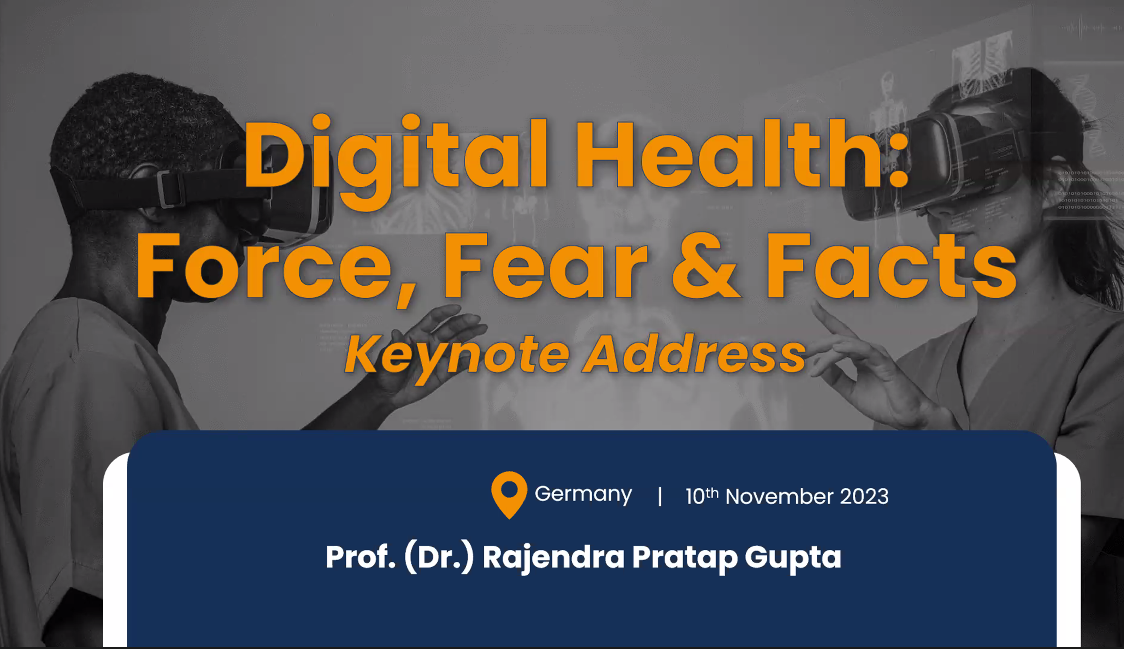 Digital Health:
Force, Fear & Facts
Keynote Address
Germany | 10th November 2023
Prof. (Dr.) Rajendra Pratap Gupta